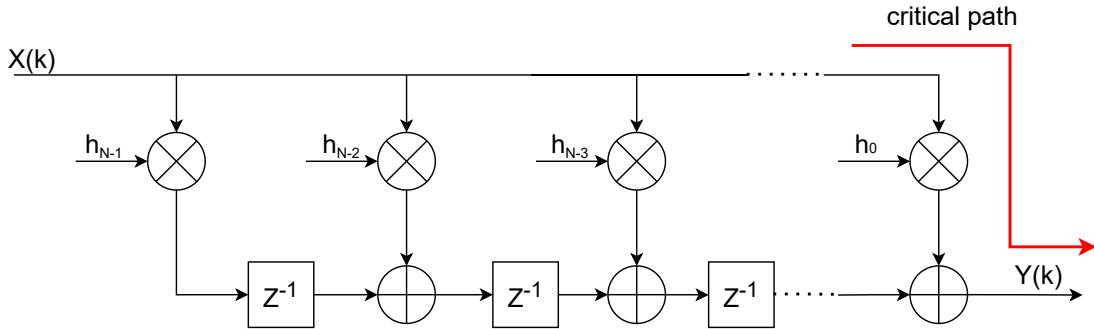 critical path
X(k)
h_{N-1}
h_{N-2}
h_{N-3}
h_0
Z^{-1}
Z^{-1}
Z^{-1}
Y(k)